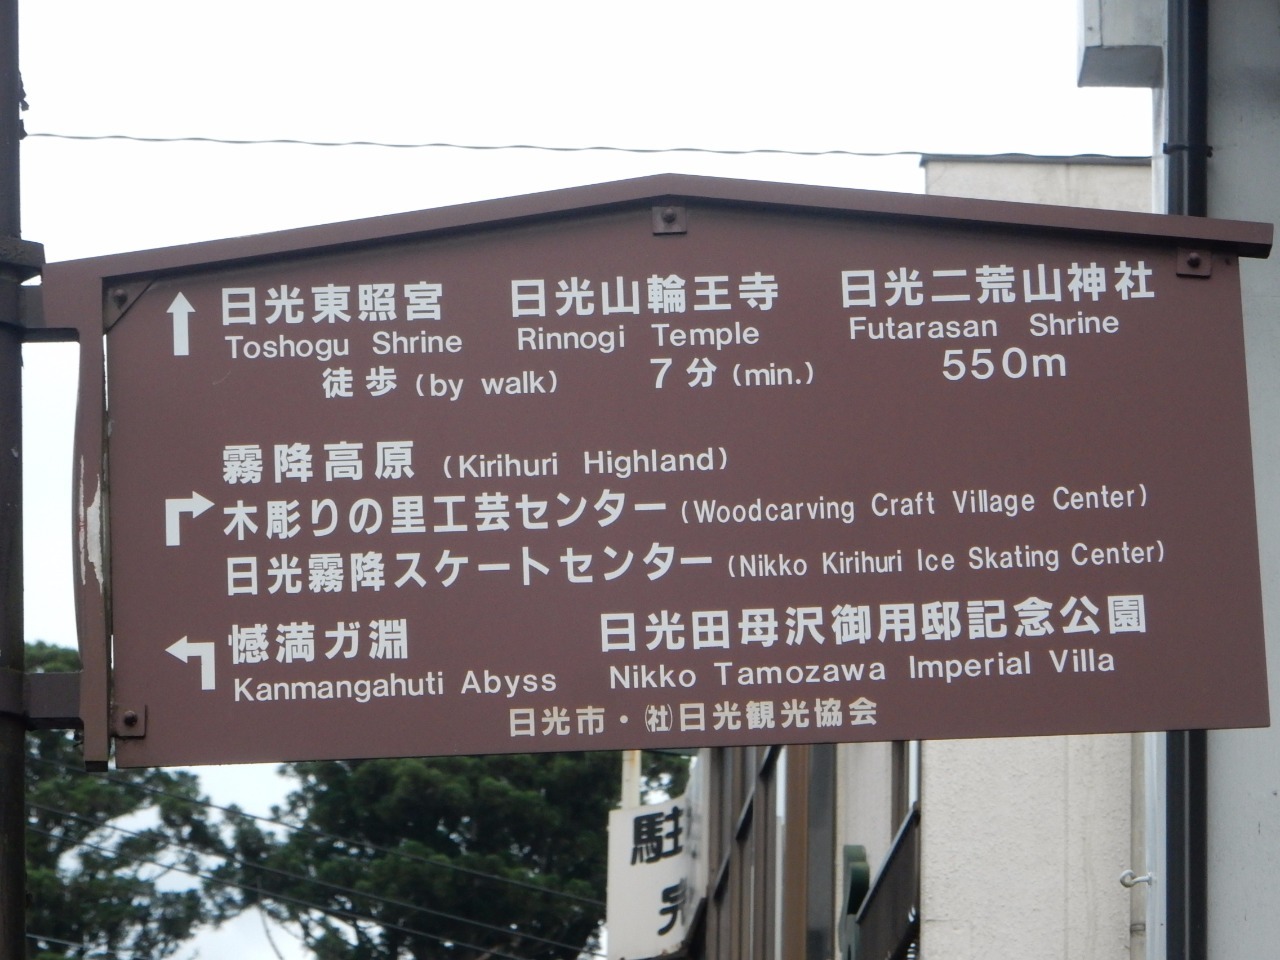 日光東照宮 日光山輪王寺 日光二荒山神社
Toshogu Shrine Rinnogi Temple Futarasan Shrine
徒歩 (by walk) 7分 (min.) 550m
霧降高原 (Kirihuri Highland)
木彫りの里工芸センター (Woodcarving Craft Village Center)
日光霧降スケートセンター (Nikko Kirihuri Ice Skating Center)
憾満ガ淵 日光田母沢御用邸記念公園
Kanmangahuti Abyss Nikko Tamozawa Imperial Villa
日光市・㈳日光観光協会
駐